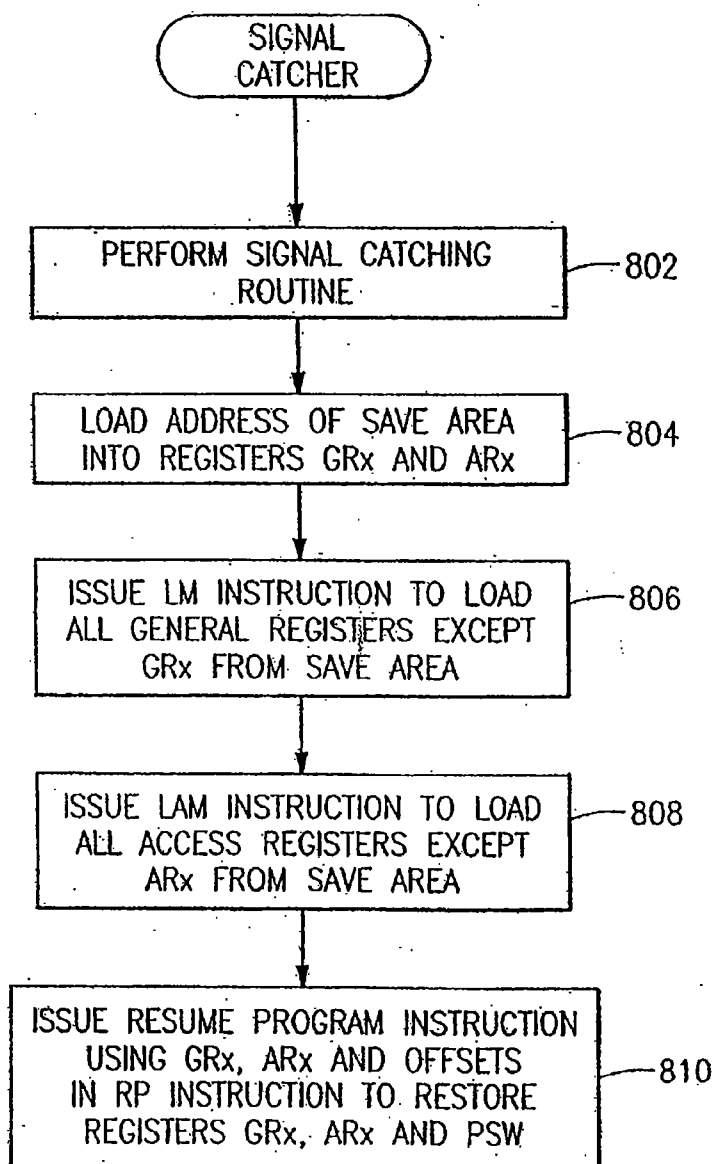 SIGNAL
CATCHER
PERFORM SIGNAL CATCHING
ROUTINE
802
LOAD ADDRESS OF SAVE AREA
INTO REGISTERS GRx AND ARx
804
ISSUE LM INSTRUCTION TO LOAD
ALL GENERAL REGISTERS EXCEPT
GRx FROM SAVE AREA
806
ISSUE LAM INSTRUCTION TO LOAD
ALL ACCESS REGISTERS EXCEPT
ARx FROM SAVE AREA
808
ISSUE RESUME PROGRAM INSTRUCTION
USING GRx, ARx AND OFFSETS
IN RP INSTRUCTION TO RESTORE
REGISTERS GRx, ARx AND PSW
810